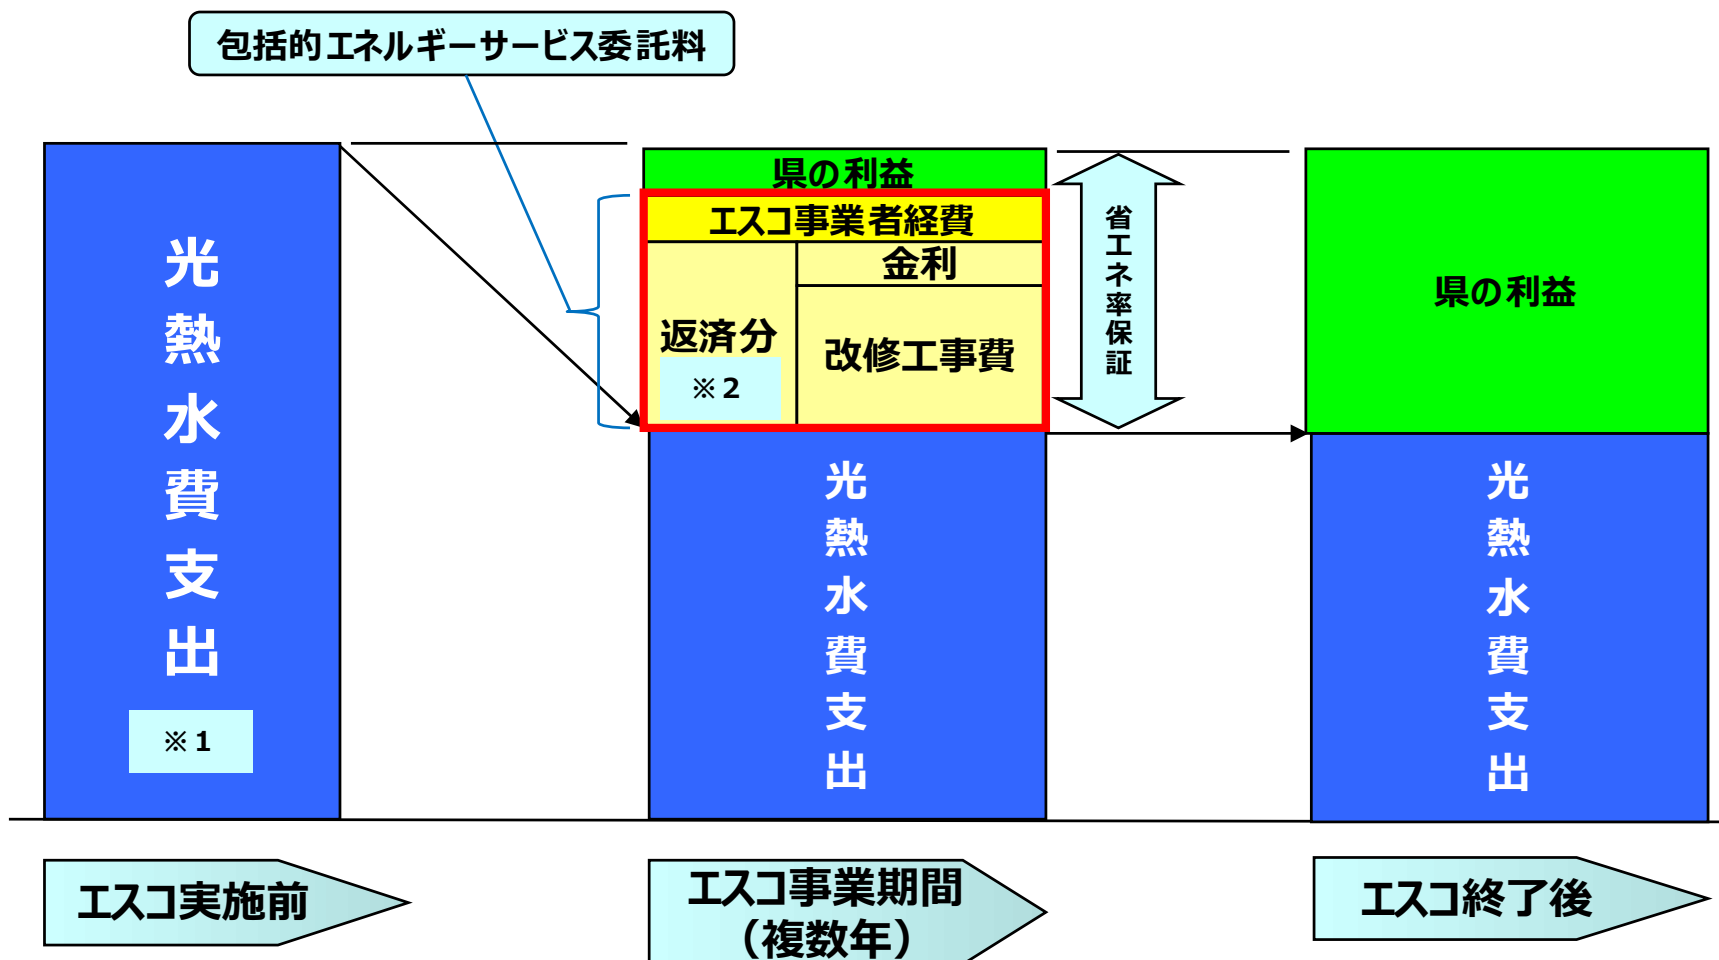 包括的エネルギーサービス委託料
光熱水費支出
※1
県の利益
エスコ事業者経費
返済分
※2
金利
改修工事費
光熱水費支出
省エネ率保証
県の利益
光熱水費支出
エスコ実施前
エスコ事業期間
（複数年）
エスコ終了後